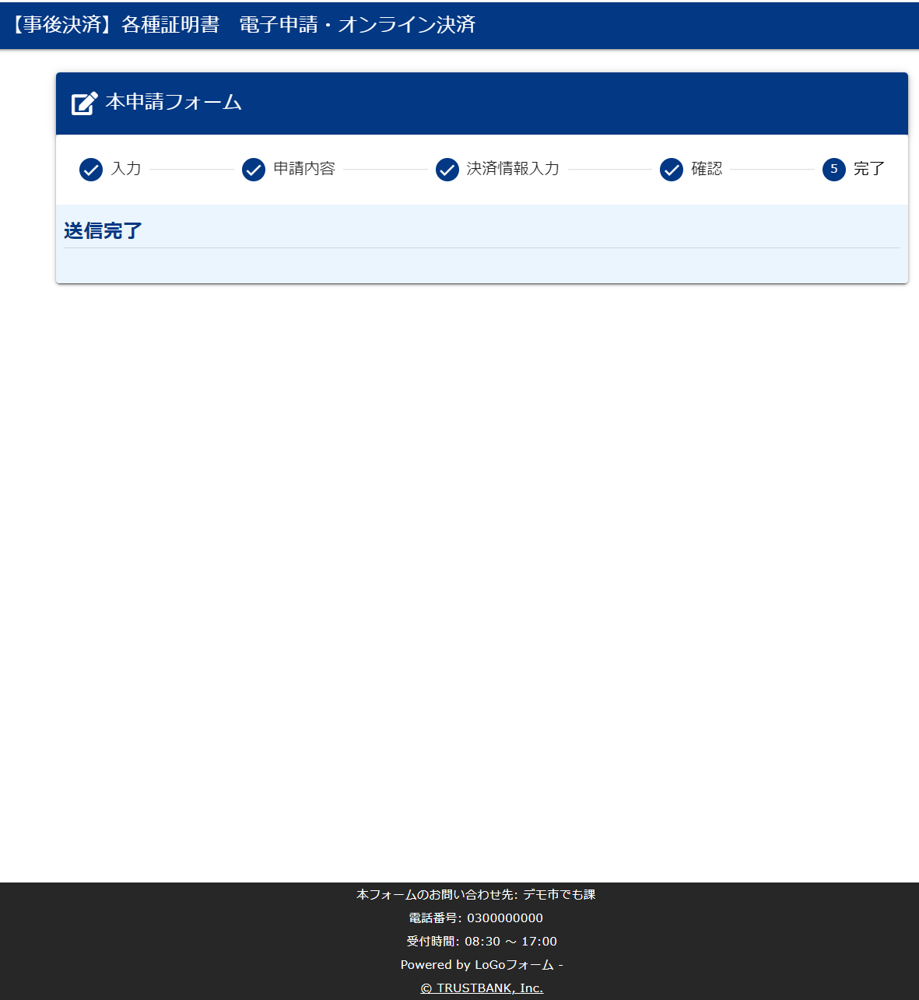 【事後決済】各種証明書　電子申請・オンライン決済
本申請フォーム
入力
申請内容
決済情報入力
確認
5 完了
送信完了
本フォームのお問い合わせ先: デモ市でも課
電話番号: 0300000000
受付時間: 08:30 ～ 17:00
Powered by LoGoフォーム -
© TRUSTBANK, Inc.